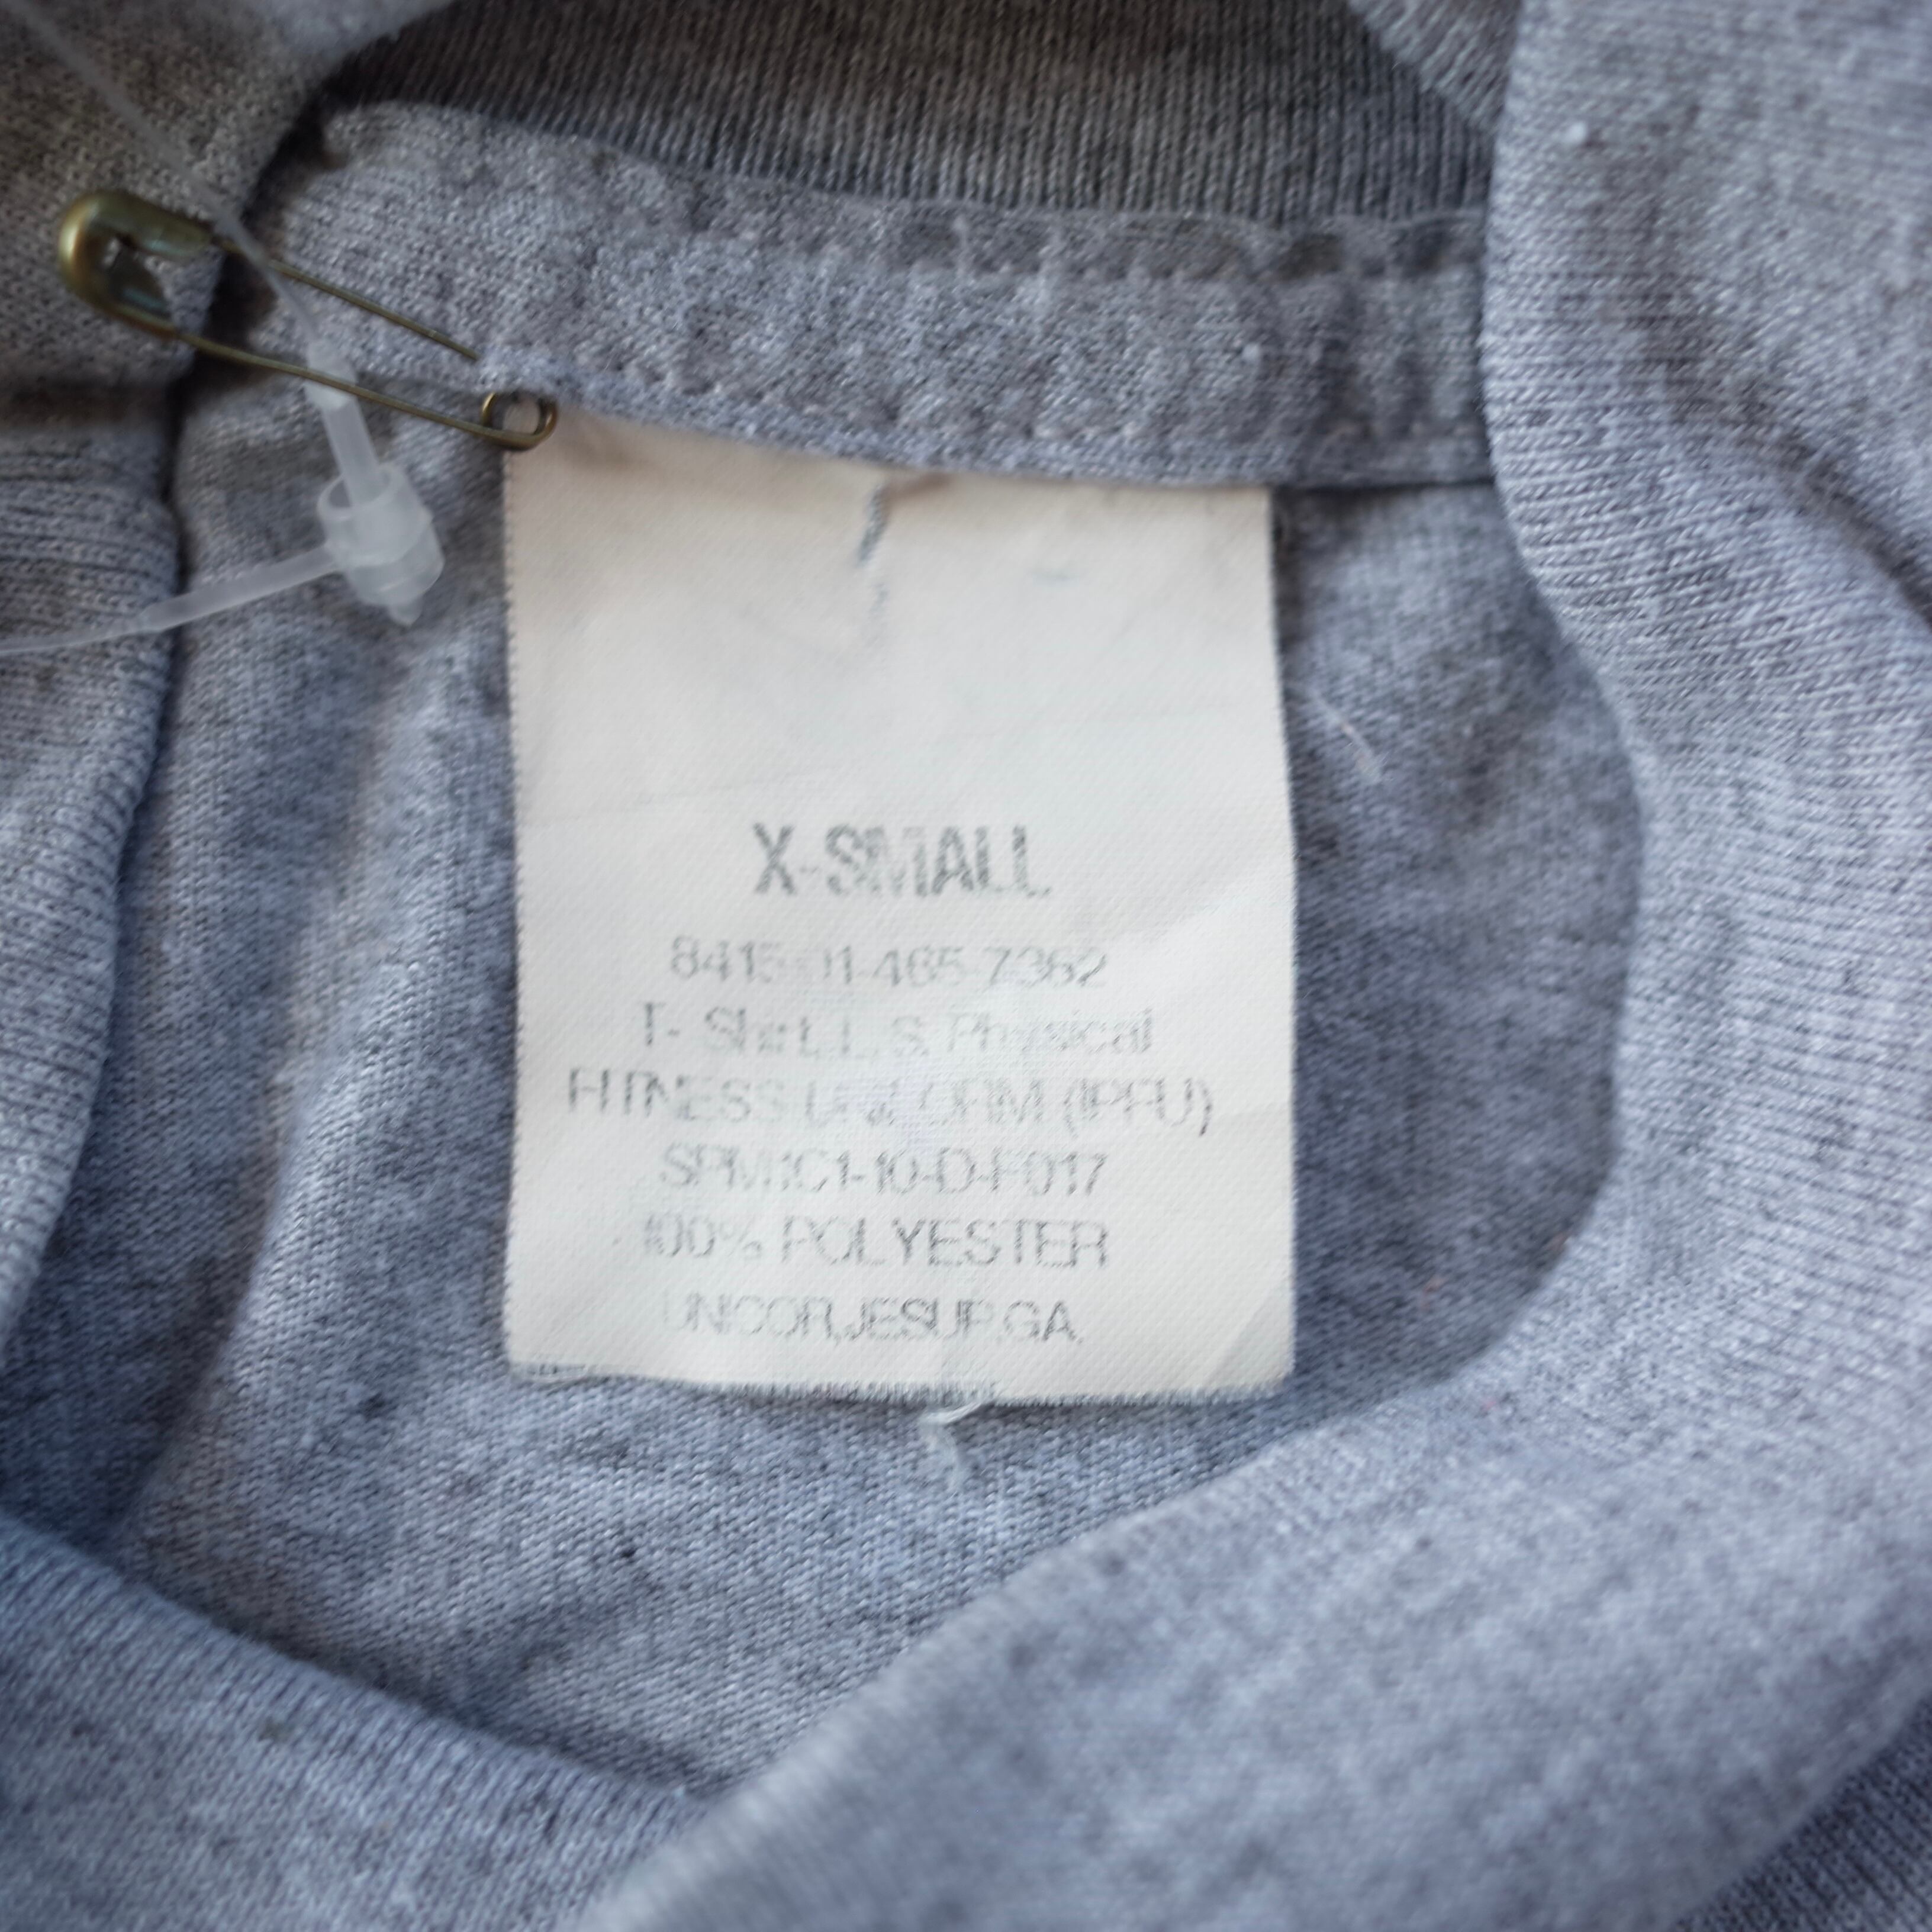 X-SMALL
8415-01-465-7362
T- Shirt, L. S. Physical
FITNESS UNIFORM (IPFU)
SPM1C1-10-D-F017
100% POLYESTER
UNICOR,JESUP,GA.